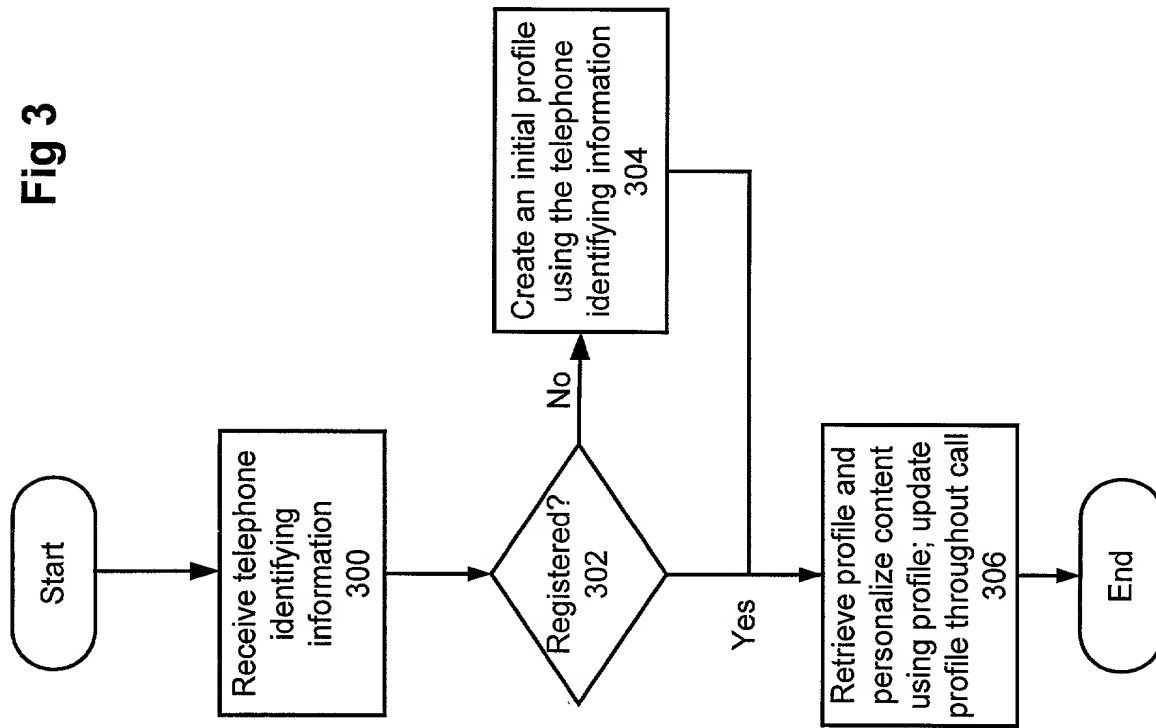 Fig 3
Start
Receive telephone
identifying
information
300
Registered?
302
No
Create an initial profile
using the telephone
identifying information
304
Yes
Retrieve profile and
personalize content
using profile; update
profile throughout call
306
End